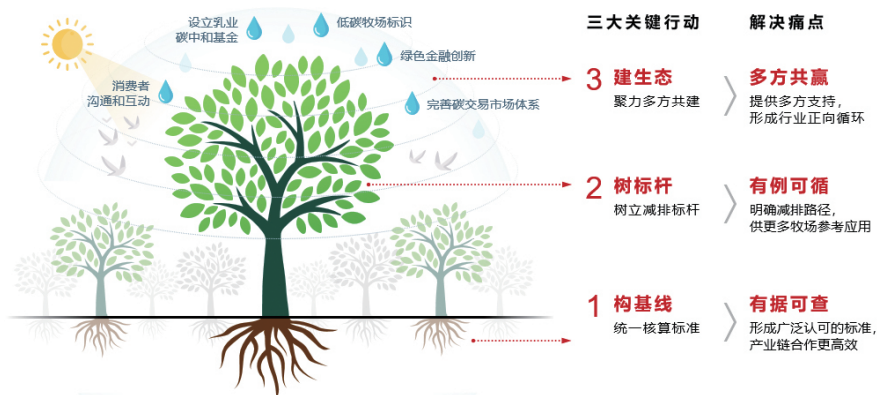 设立乳业
碳中和基金
低碳牧场标识
绿色金融创新
消费者
沟通和互动
完善碳交易市场体系
三大关键行动
解决痛点
3 建生态
聚力多方共建
多方共赢
提供多方支持，
形成行业正向循环
2 树标杆
树立减排标杆
有例可循
明确减排路径，
供更多牧场参考应用
1 构基线
统一核算标准
有据可查
形成广泛认可的标准，
产业链合作更高效